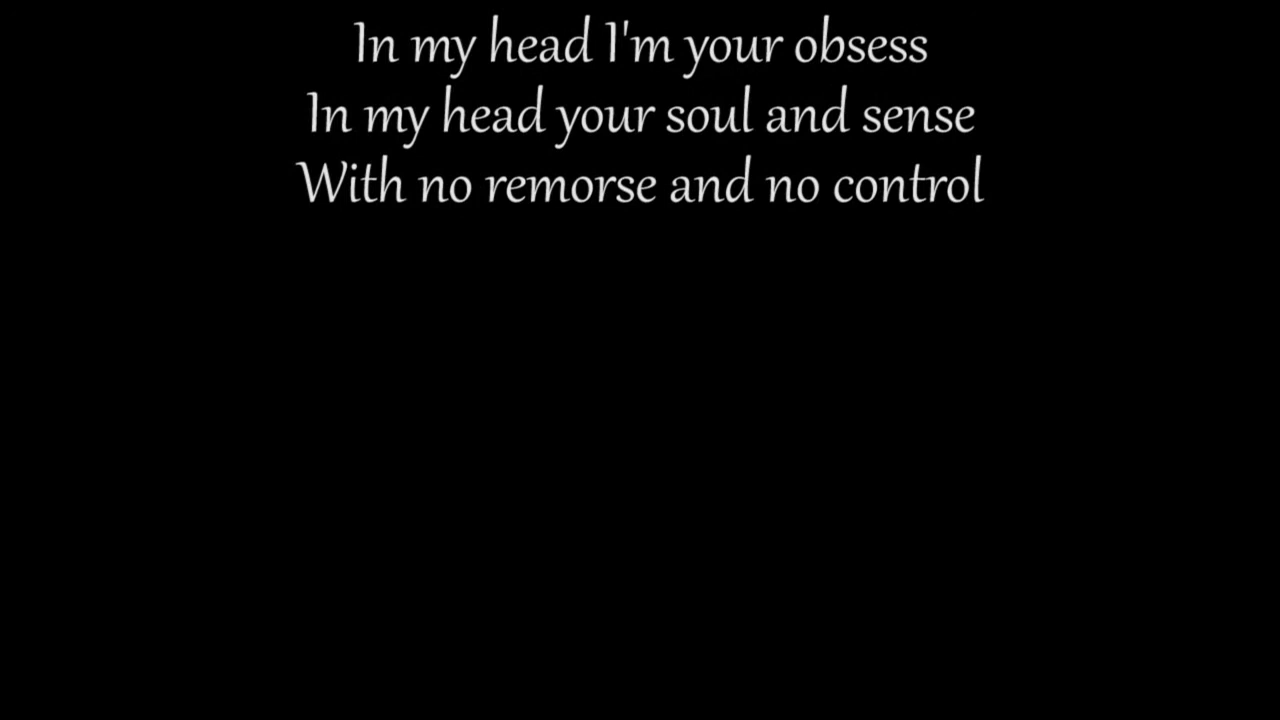 In my head I'm your obsess
In my head your soul and sense
With no remorse and no control